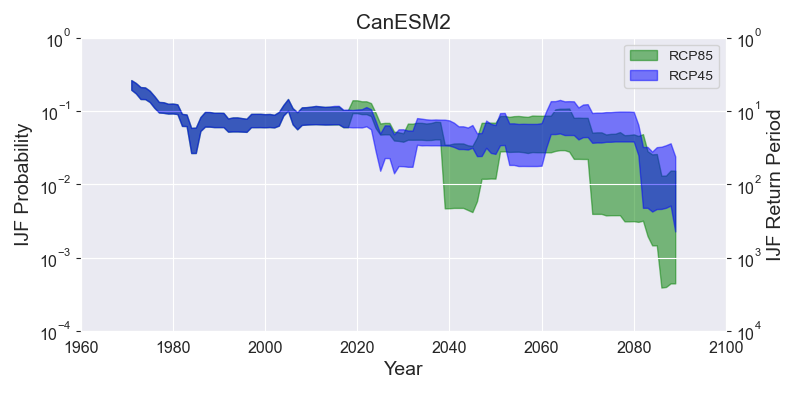 CanESM2
10^0
10^−1
10^−2
10^−3
10^−4
IJF Probability
10^0
10^1
10^2
10^3
10^4
IJF Return Period
RCP85
RCP45
1960 1980 2000 2020 2040 2060 2080 2100
Year